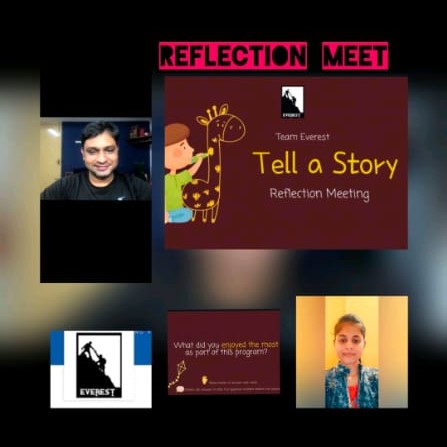 REFLECTION MEET
EVEREST
Team Everest
Tell a Story
Reflection Meeting
EVEREST
What did you enjoyed the most
as part of this program?